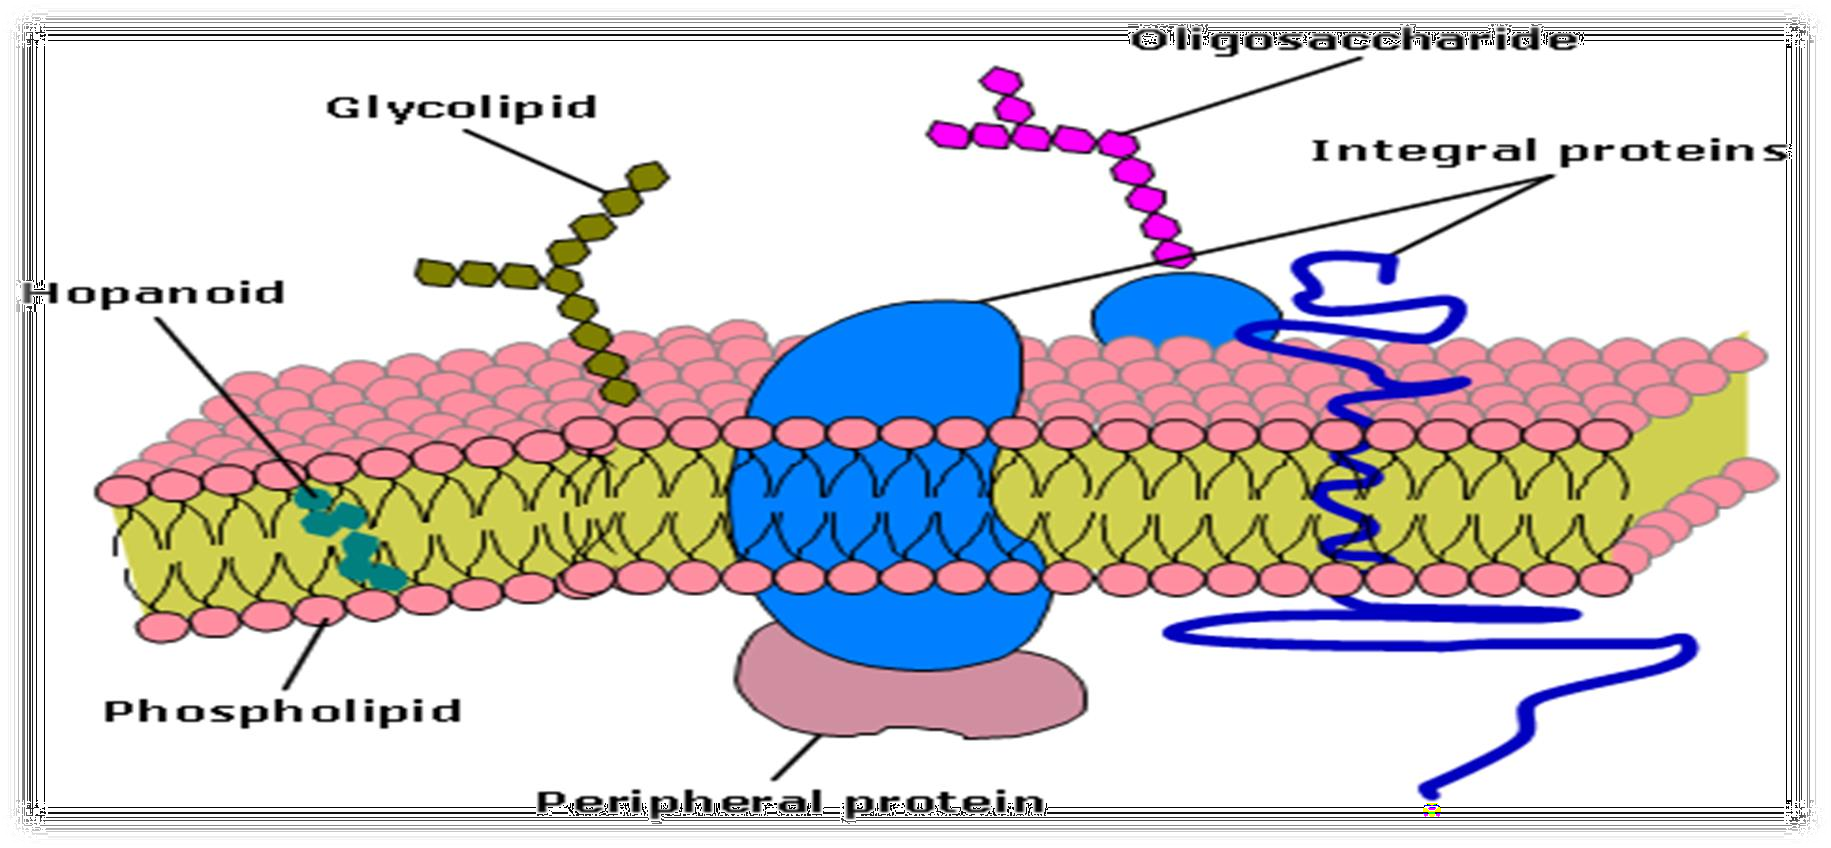 Oligosaccharide
Glycolipid
Integral proteins
Hopanoid
Phospholipid
Peripheral protein